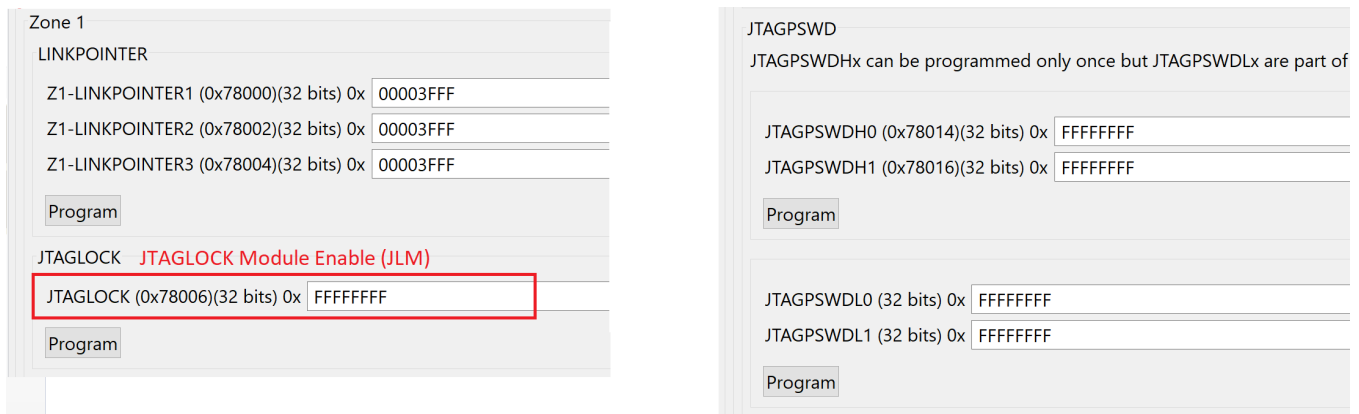 Zone 1
LINKPOINTER
Z1-LINKPOINTER1 (0x78000)(32 bits) 0x 00003FFF
Z1-LINKPOINTER2 (0x78002)(32 bits) 0x 00003FFF
Z1-LINKPOINTER3 (0x78004)(32 bits) 0x 00003FFF
Program
JTAGLOCK JTAGLOCK Module Enable (JLM)
JTAGLOCK (0x78006)(32 bits) 0x FFFFFFFF
Program
JTAGPSWD
JTAGPSWDHx can be programmed only once but JTAGPSWDLx are part of
JTAGPSWDH0 (0x78014)(32 bits) 0x FFFFFFFF
JTAGPSWDH1 (0x78016)(32 bits) 0x FFFFFFFF
Program
JTAGPSWDL0 (32 bits) 0x FFFFFFFF
JTAGPSWDL1 (32 bits) 0x FFFFFFFF
Program